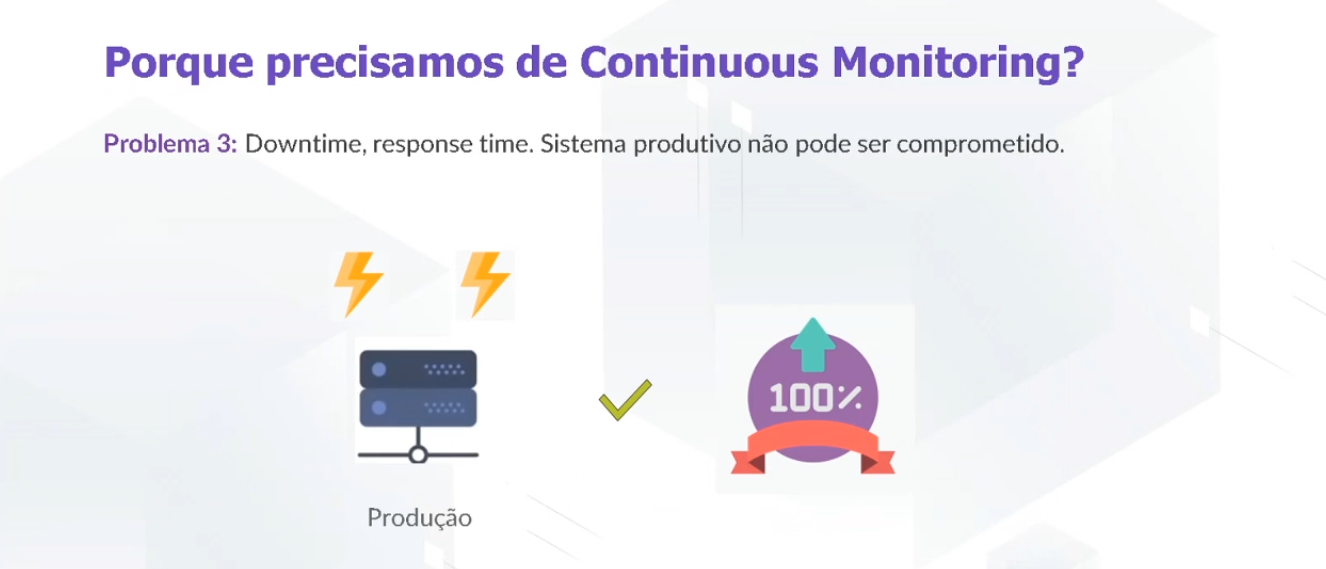 Porque precisamos de Continuous Monitoring?
Problema 3: Downtime, response time. Sistema produtivo não pode ser comprometido.
100%
Produção